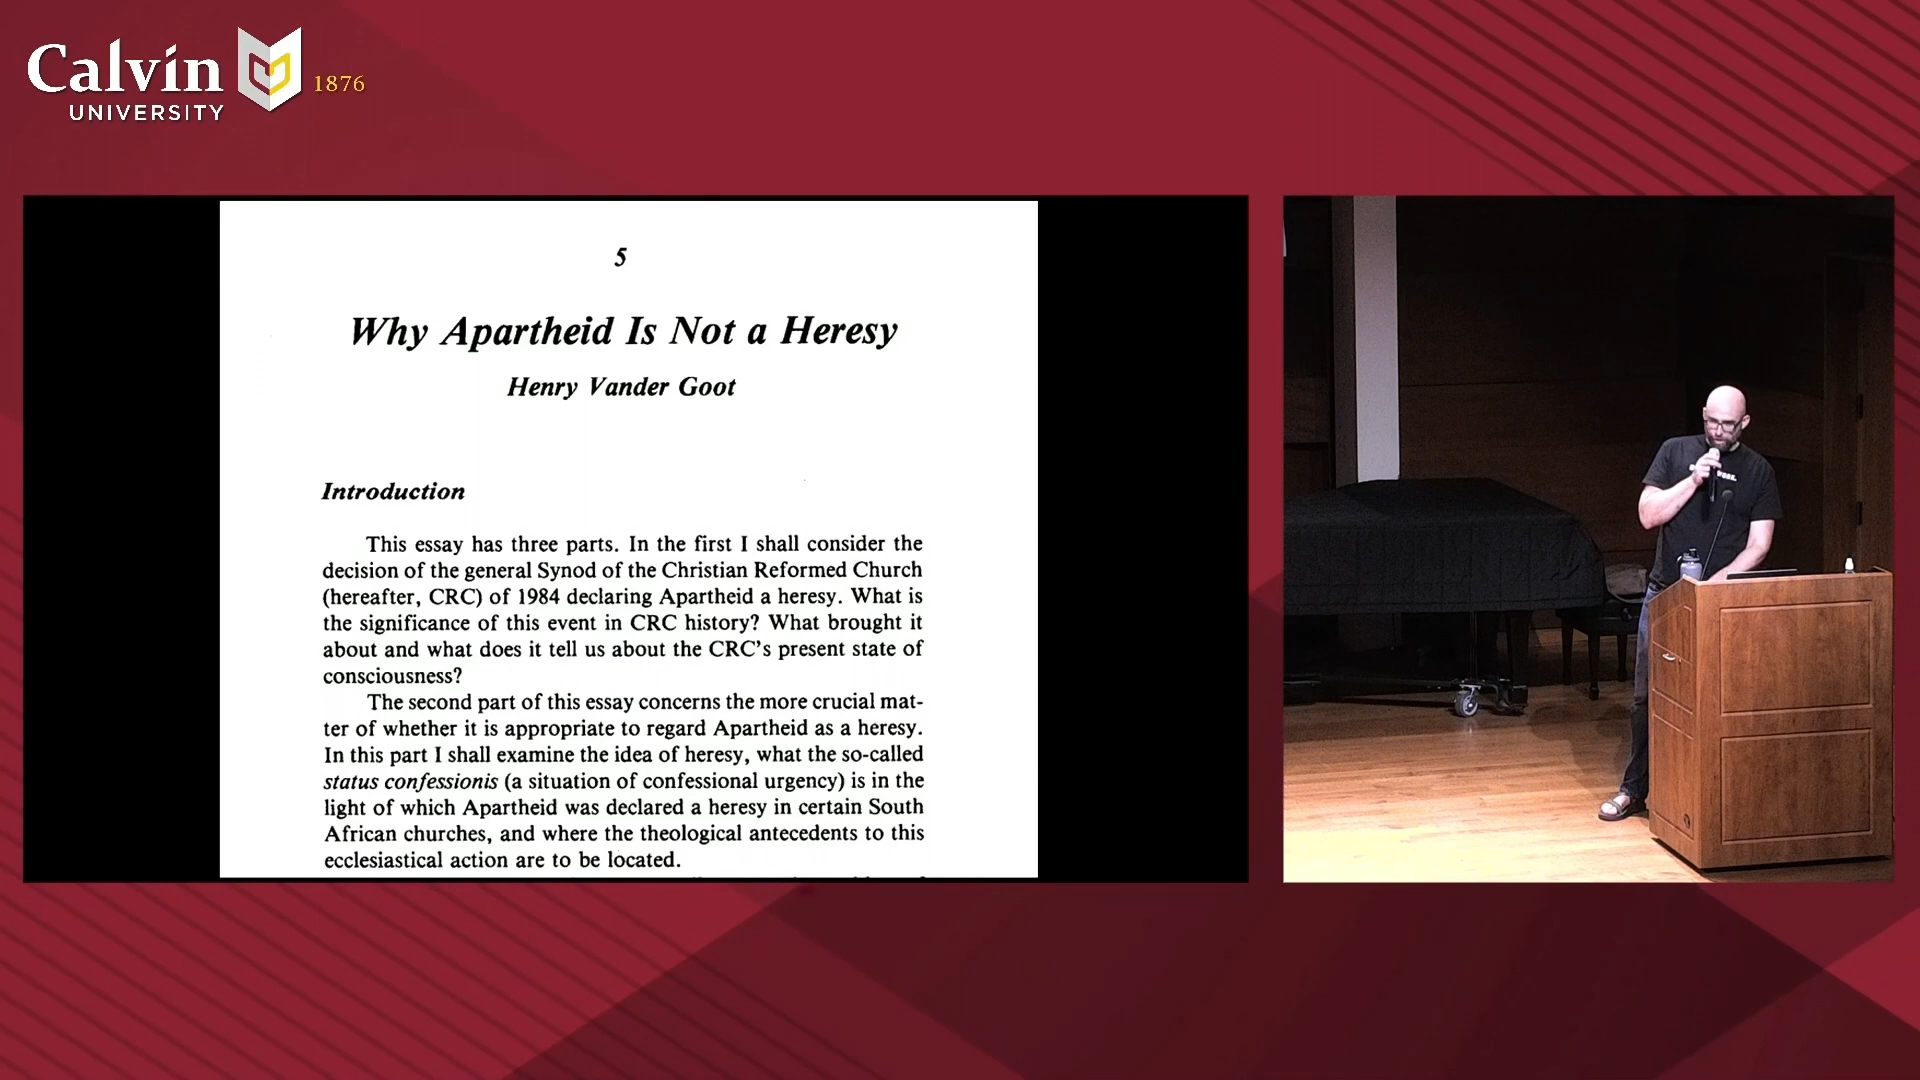 Calvin
UNIVERSITY
1876
5
Why Apartheid Is Not a Heresy
Henry Vander Goot
Introduction
This essay has three parts. In the first I shall consider the
decision of the general Synod of the Christian Reformed Church
(hereafter, CRC) of 1984 declaring Apartheid a heresy. What is
the significance of this event in CRC history? What brought it
about and what does it tell us about the CRC's present state of
consciousness?
The second part of this essay concerns the more crucial mat-
ter of whether it is appropriate to regard Apartheid as a heresy.
In this part I shall examine the idea of heresy, what the so-called
status confessionis (a situation of confessional urgency) is in the
light of which Apartheid was declared a heresy in certain South
African churches, and where the theological antecedents to this
ecclesiastical action are to be located.